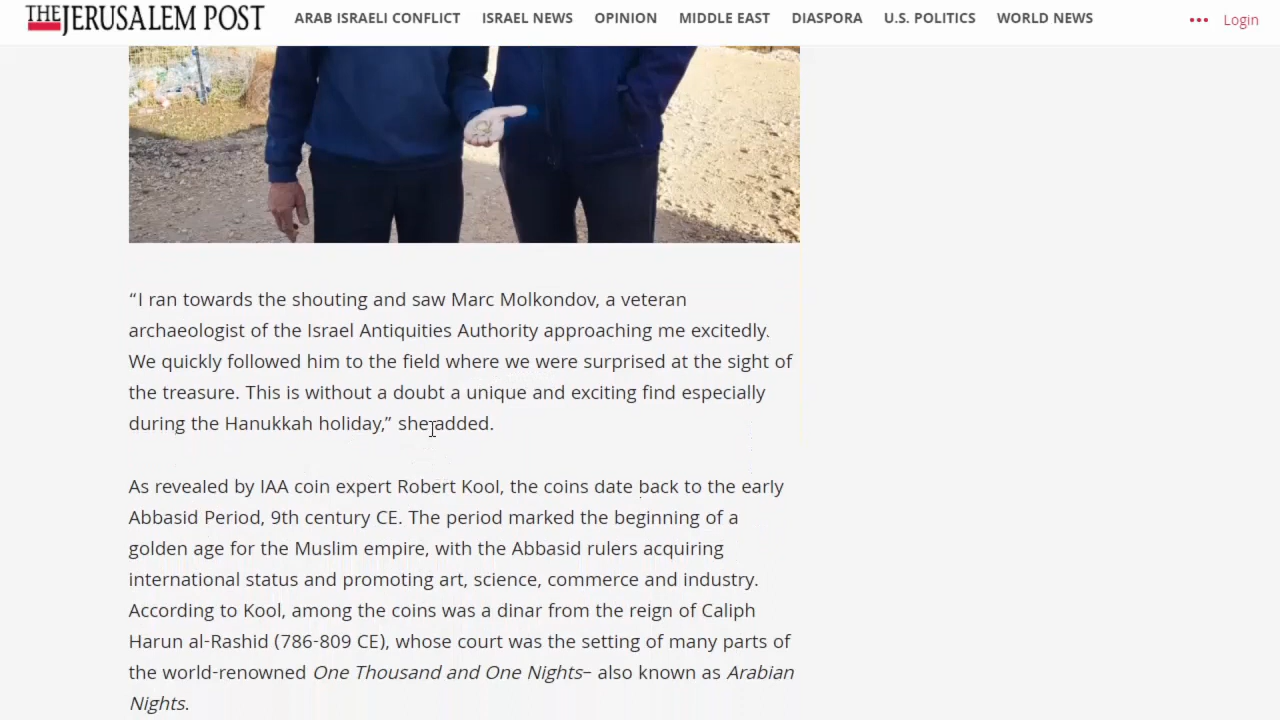 THE JERUSALEM POST
ARAB ISRAELI CONFLICT ISRAEL NEWS OPINION MIDDLE EAST DIASPORA U.S. POLITICS WORLD NEWS
Login
“I ran towards the shouting and saw Marc Molkondov, a veteran
archaeologist of the Israel Antiquities Authority approaching me excitedly.
We quickly followed him to the field where we were surprised at the sight of
the treasure. This is without a doubt a unique and exciting find especially
during the Hanukkah holiday,” she added.
As revealed by IAA coin expert Robert Kool, the coins date back to the early
Abbasid Period, 9th century CE. The period marked the beginning of a
golden age for the Muslim empire, with the Abbasid rulers acquiring
international status and promoting art, science, commerce and industry.
According to Kool, among the coins was a dinar from the reign of Caliph
Harun al-Rashid (786-809 CE), whose court was the setting of many parts of
the world-renowned One Thousand and One Nights– also known as Arabian
Nights.